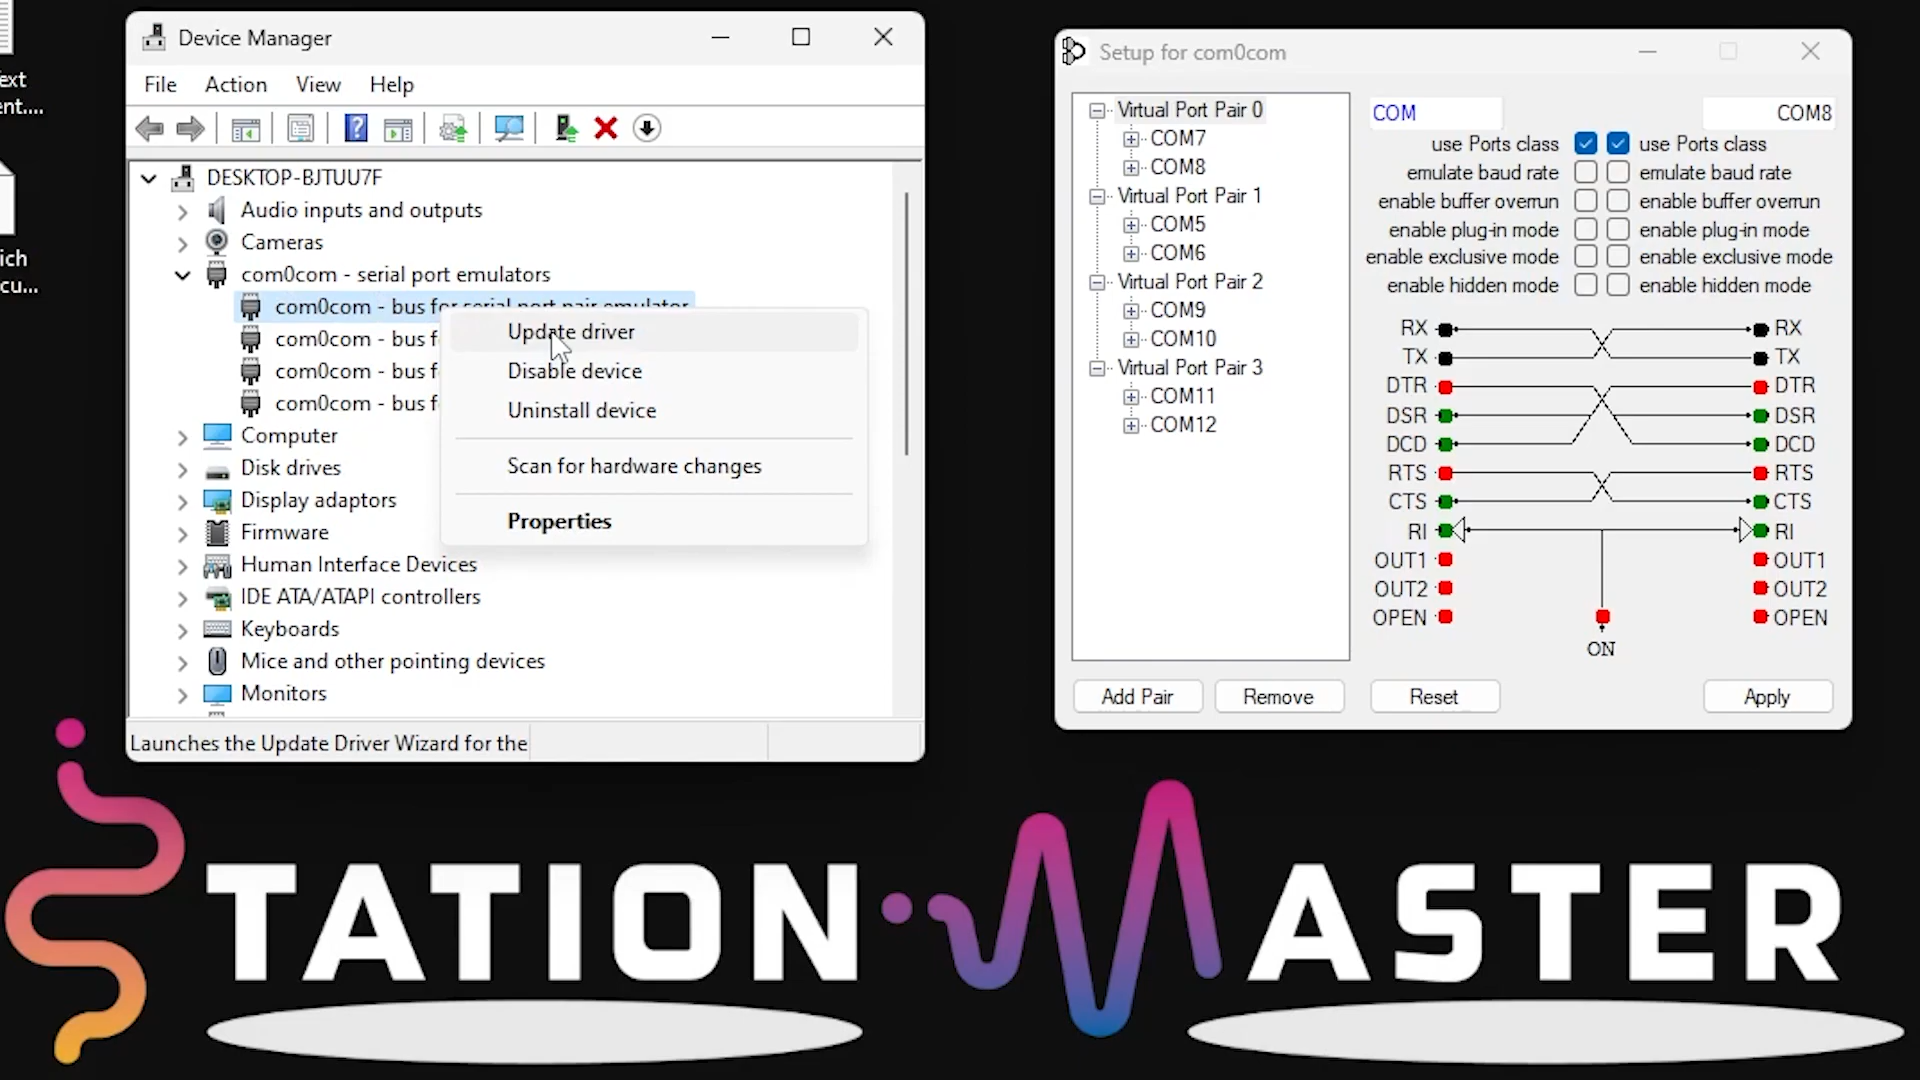 ext
ent....
ich
cu...
Device Manager
File Action View Help
DESKTOP-BJTUU7F
Audio inputs and outputs
Cameras
com0com - serial port emulators
com0com - bus for serial port pair emulator
com0com - bus f
com0com - bus f
com0com - bus f
Computer
Disk drives
Display adaptors
Firmware
Human Interface Devices
IDE ATA/ATAPI controllers
Keyboards
Mice and other pointing devices
Monitors
Launches the Update Driver Wizard for the
Update driver
Disable device
Uninstall device
Scan for hardware changes
Properties
Setup for com0com
Virtual Port Pair 0
COM7
COM8
Virtual Port Pair 1
COM5
COM6
Virtual Port Pair 2
COM9
COM10
Virtual Port Pair 3
COM11
COM12
COM COM8
use Ports class use Ports class
emulate baud rate emulate baud rate
enable buffer overrun enable buffer overrun
enable plug-in mode enable plug-in mode
enable exclusive mode enable exclusive mode
enable hidden mode enable hidden mode
RX RX
TX TX
DTR DTR
DSR DSR
DCD DCD
RTS RTS
CTS CTS
RI RI
OUT1 OUT1
OUT2 OUT2
OPEN OPEN
ON
Add Pair Remove Reset Apply
STATION MASTER